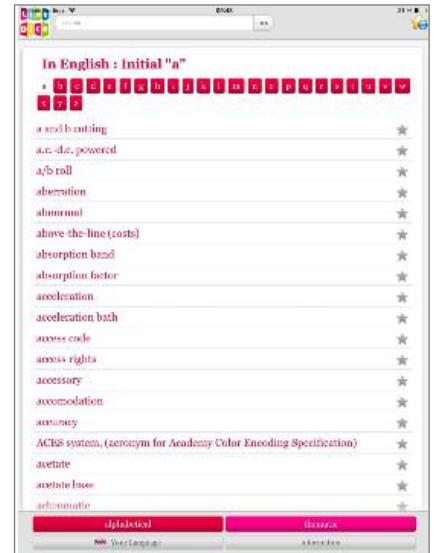 In English : Initial "a"
a b c d e f g h i j k l m n o p q r s t u v w
x y z
a and b cutting
a.c.-d.c. powered
a/b roll
aberration
abnormal
above-the-line (costs)
absorption band
absorption factor
acceleration
acceleration bath
access code
access rights
accessory
accomodation
accuracy
ACES system, (acronym for Academy Color Encoding Specification)
acetate
acetate base
achromatic
alphabetical thematic
Your Language information